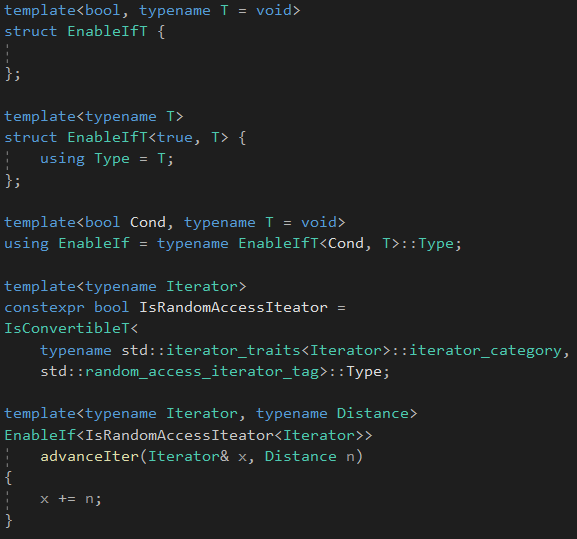 template<bool, typename T = void>
struct EnableIfT {
};
template<typename T>
struct EnableIfT<true, T> {
using Type = T;
};
template<bool Cond, typename T = void>
using EnableIf = typename EnableIfT<Cond, T>::Type;
template<typename Iterator>
constexpr bool IsRandomAccessIteator =
IsConvertibleT<
typename std::iterator_traits<Iterator>::iterator_category,
std::random_access_iterator_tag>::Type;
template<typename Iterator, typename Distance>
EnableIf<IsRandomAccessIteator<Iterator>>
advanceIter(Iterator& x, Distance n)
{
x += n;
}